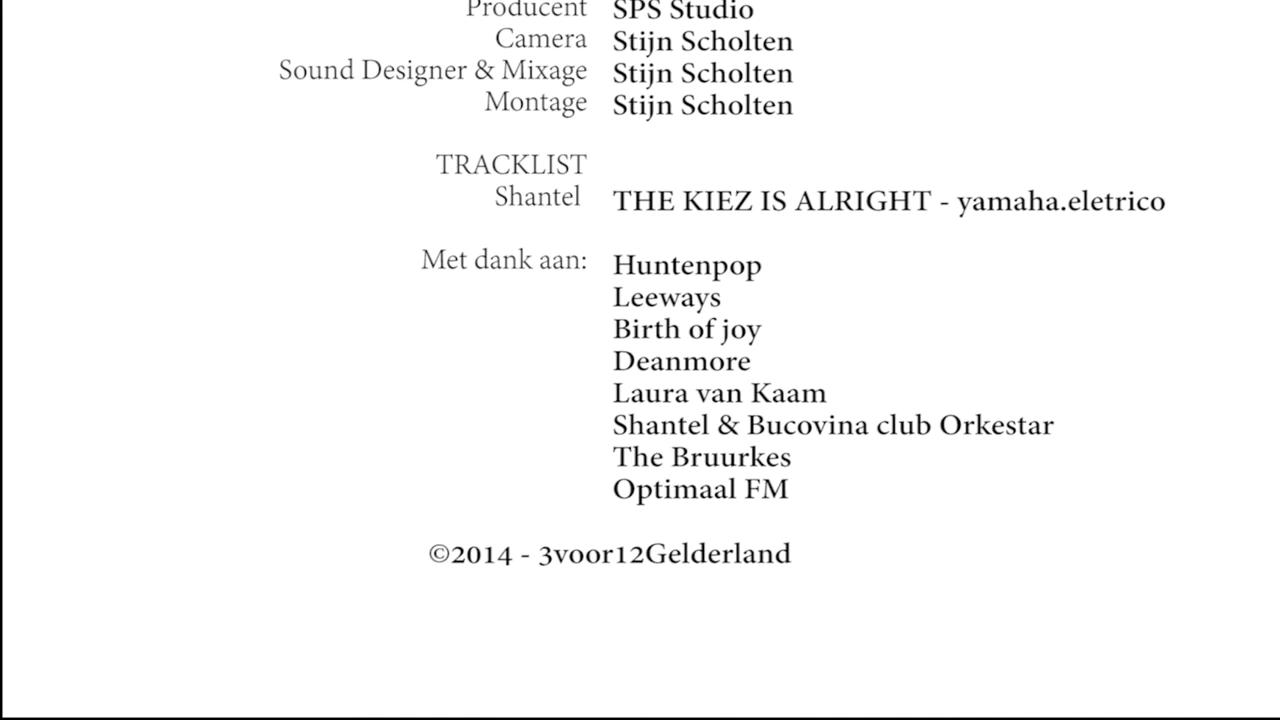 Producent SPS Studio
Camera Stijn Scholten
Sound Designer & Mixage Stijn Scholten
Montage Stijn Scholten
TRACKLIST
Shantel THE KIEZ IS ALRIGHT - yamaha.eletrico
Met dank aan: Huntenpop
Leeways
Birth of joy
Deanmore
Laura van Kaam
Shantel & Bucovina club Orkestar
The Bruurkes
Optimaal FM
©2014 - 3voor12Gelderland